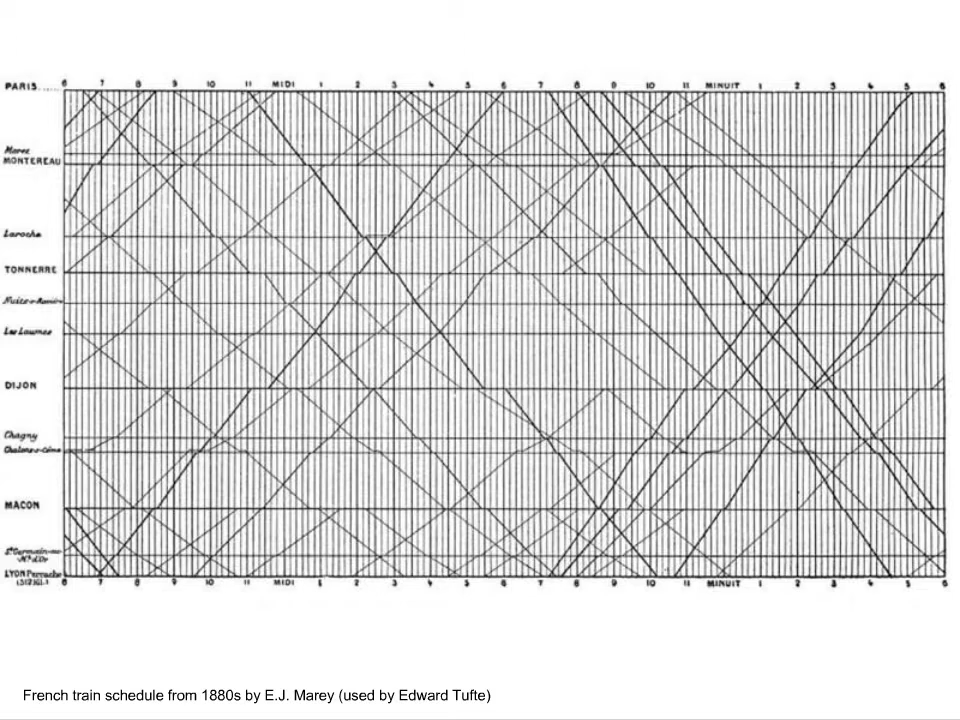 6 7 8 9 10 11 MIDI 1 2 3 4 5 6 7 8 9 10 11 MINUIT 1 2 3 4 5 6
PARIS.....
Moret
MONTEREAU
Laroche
TONNERRE
Les Laumes
DIJON
Chagny
MACON
LYON Perrache
6 7 8 9 10 11 MIDI 1 2 3 4 5 6 7 8 9 10 11 MINUIT 1 2 3 4 5 6
French train schedule from 1880s by E.J. Marey (used by Edward Tufte)